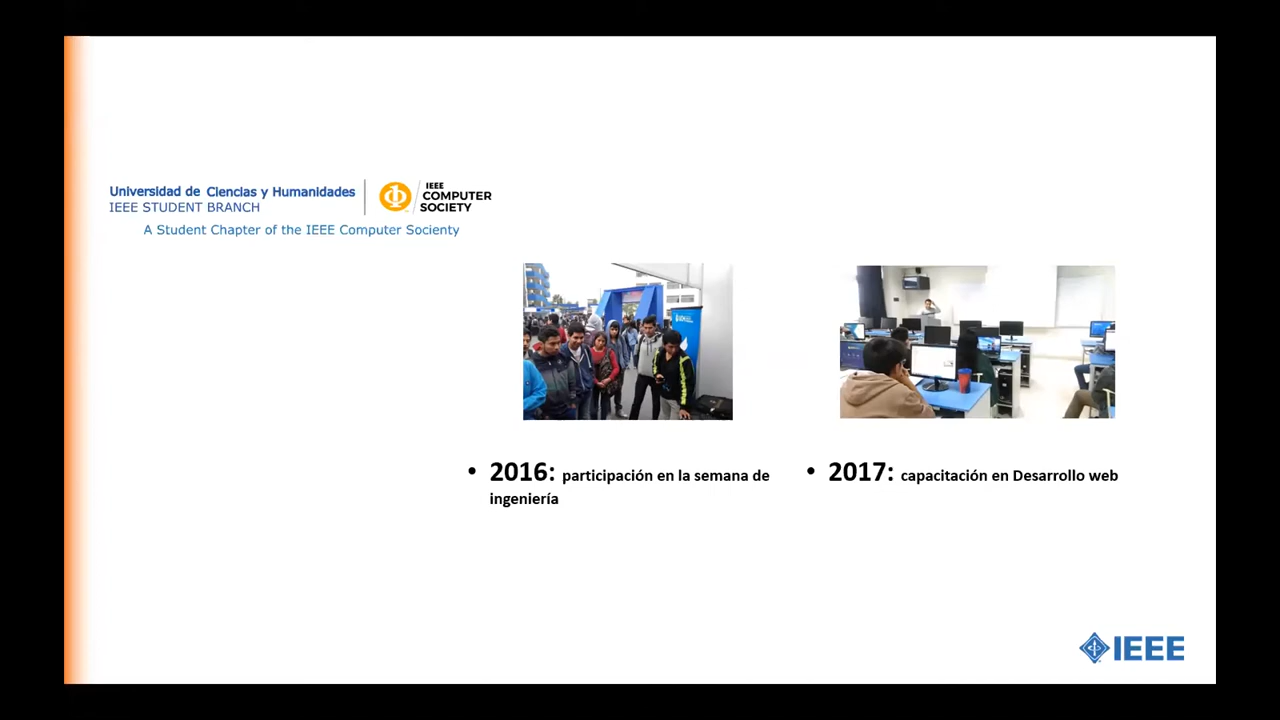 Universidad de Ciencias y Humanidades
IEEE STUDENT BRANCH
IEEE
COMPUTER
SOCIETY
A Student Chapter of the IEEE Computer Socienty
• 2016: participación en la semana de
ingeniería
• 2017: capacitación en Desarrollo web
IEEE